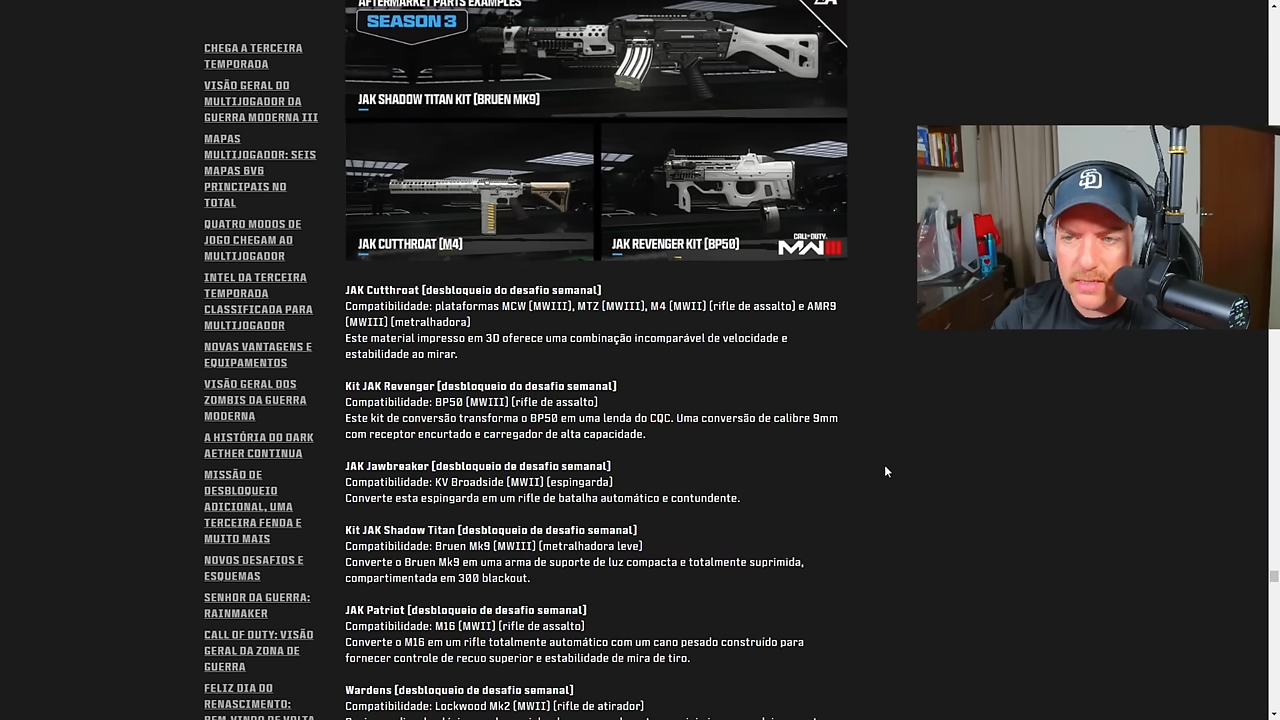 CHEGA A TERCEIRA
TEMPORADA
VISÃO GERAL DO
MULTIJOGADOR DA
GUERRA MODERNA III
MAPAS
MULTIJOGADOR: SEIS
MAPAS 6V6
PRINCIPAIS NO
TOTAL
QUATRO MODOS DE
JOGO CHEGAM AO
MULTIJOGADOR
INTEL DA TERCEIRA
TEMPORADA
CLASSIFICADA PARA
MULTIJOGADOR
NOVAS VANTAGENS E
EQUIPAMENTOS
VISÃO GERAL DOS
ZOMBIS DA GUERRA
MODERNA
A HISTÓRIA DO DARK
AETHER CONTINUA
MISSÃO DE
DESBLOQUEIO
ADICIONAL, UMA
TERCEIRA FENDA E
MUITO MAIS
NOVOS DESAFIOS E
ESQUEMAS
SENHOR DA GUERRA:
RAINMAKER
CALL OF DUTY: VISÃO
GERAL DA ZONA DE
GUERRA
FELIZ DIA DO
RENASCIMENTO:
BEM-VINDO DE VOLTA
AFTERMARKET PARTS EXAMPLES
SEASON 3
JAK SHADOW TITAN KIT (BRUEN MK9)
JAK CUTTHROAT (M4)
JAK REVENGER KIT (BP50)
CALL OF DUTY
MWIII
JAK Cutthroat (desbloqueio do desafio semanal)
Compatibilidade: plataformas MCW (MWIII), MTZ (MWIII), M4 (MWII) (rifle de assalto) e AMR9
(MWIII) (metralhadora)
Este material impresso em 3D oferece uma combinação incomparável de velocidade e
estabilidade ao mirar.
Kit JAK Revenger (desbloqueio do desafio semanal)
Compatibilidade: BP50 (MWIII) (rifle de assalto)
Este kit de conversão transforma o BP50 em uma lenda do CQC. Uma conversão de calibre 9mm
com receptor encurtado e carregador de alta capacidade.
JAK Jawbreaker (desbloqueio de desafio semanal)
Compatibilidade: KV Broadside (MWII) (espingarda)
Converte esta espingarda em um rifle de batalha automático e contundente.
Kit JAK Shadow Titan (desbloqueio de desafio semanal)
Compatibilidade: Bruen Mk9 (MWIII) (metralhadora leve)
Converte o Bruen Mk9 em uma arma de suporte de luz compacta e totalmente suprimida,
compartimentada em 300 blackout.
JAK Patriot (desbloqueio de desafio semanal)
Compatibilidade: M16 (MWII) (rifle de assalto)
Converte o M16 em um rifle totalmente automático com um cano pesado construído para
fornecer controle de recuo superior e estabilidade de mira de tiro.
Wardens (desbloqueio de desafio semanal)
Compatibilidade: Lockwood Mk2 (MWII) (rifle de atirador)
SD